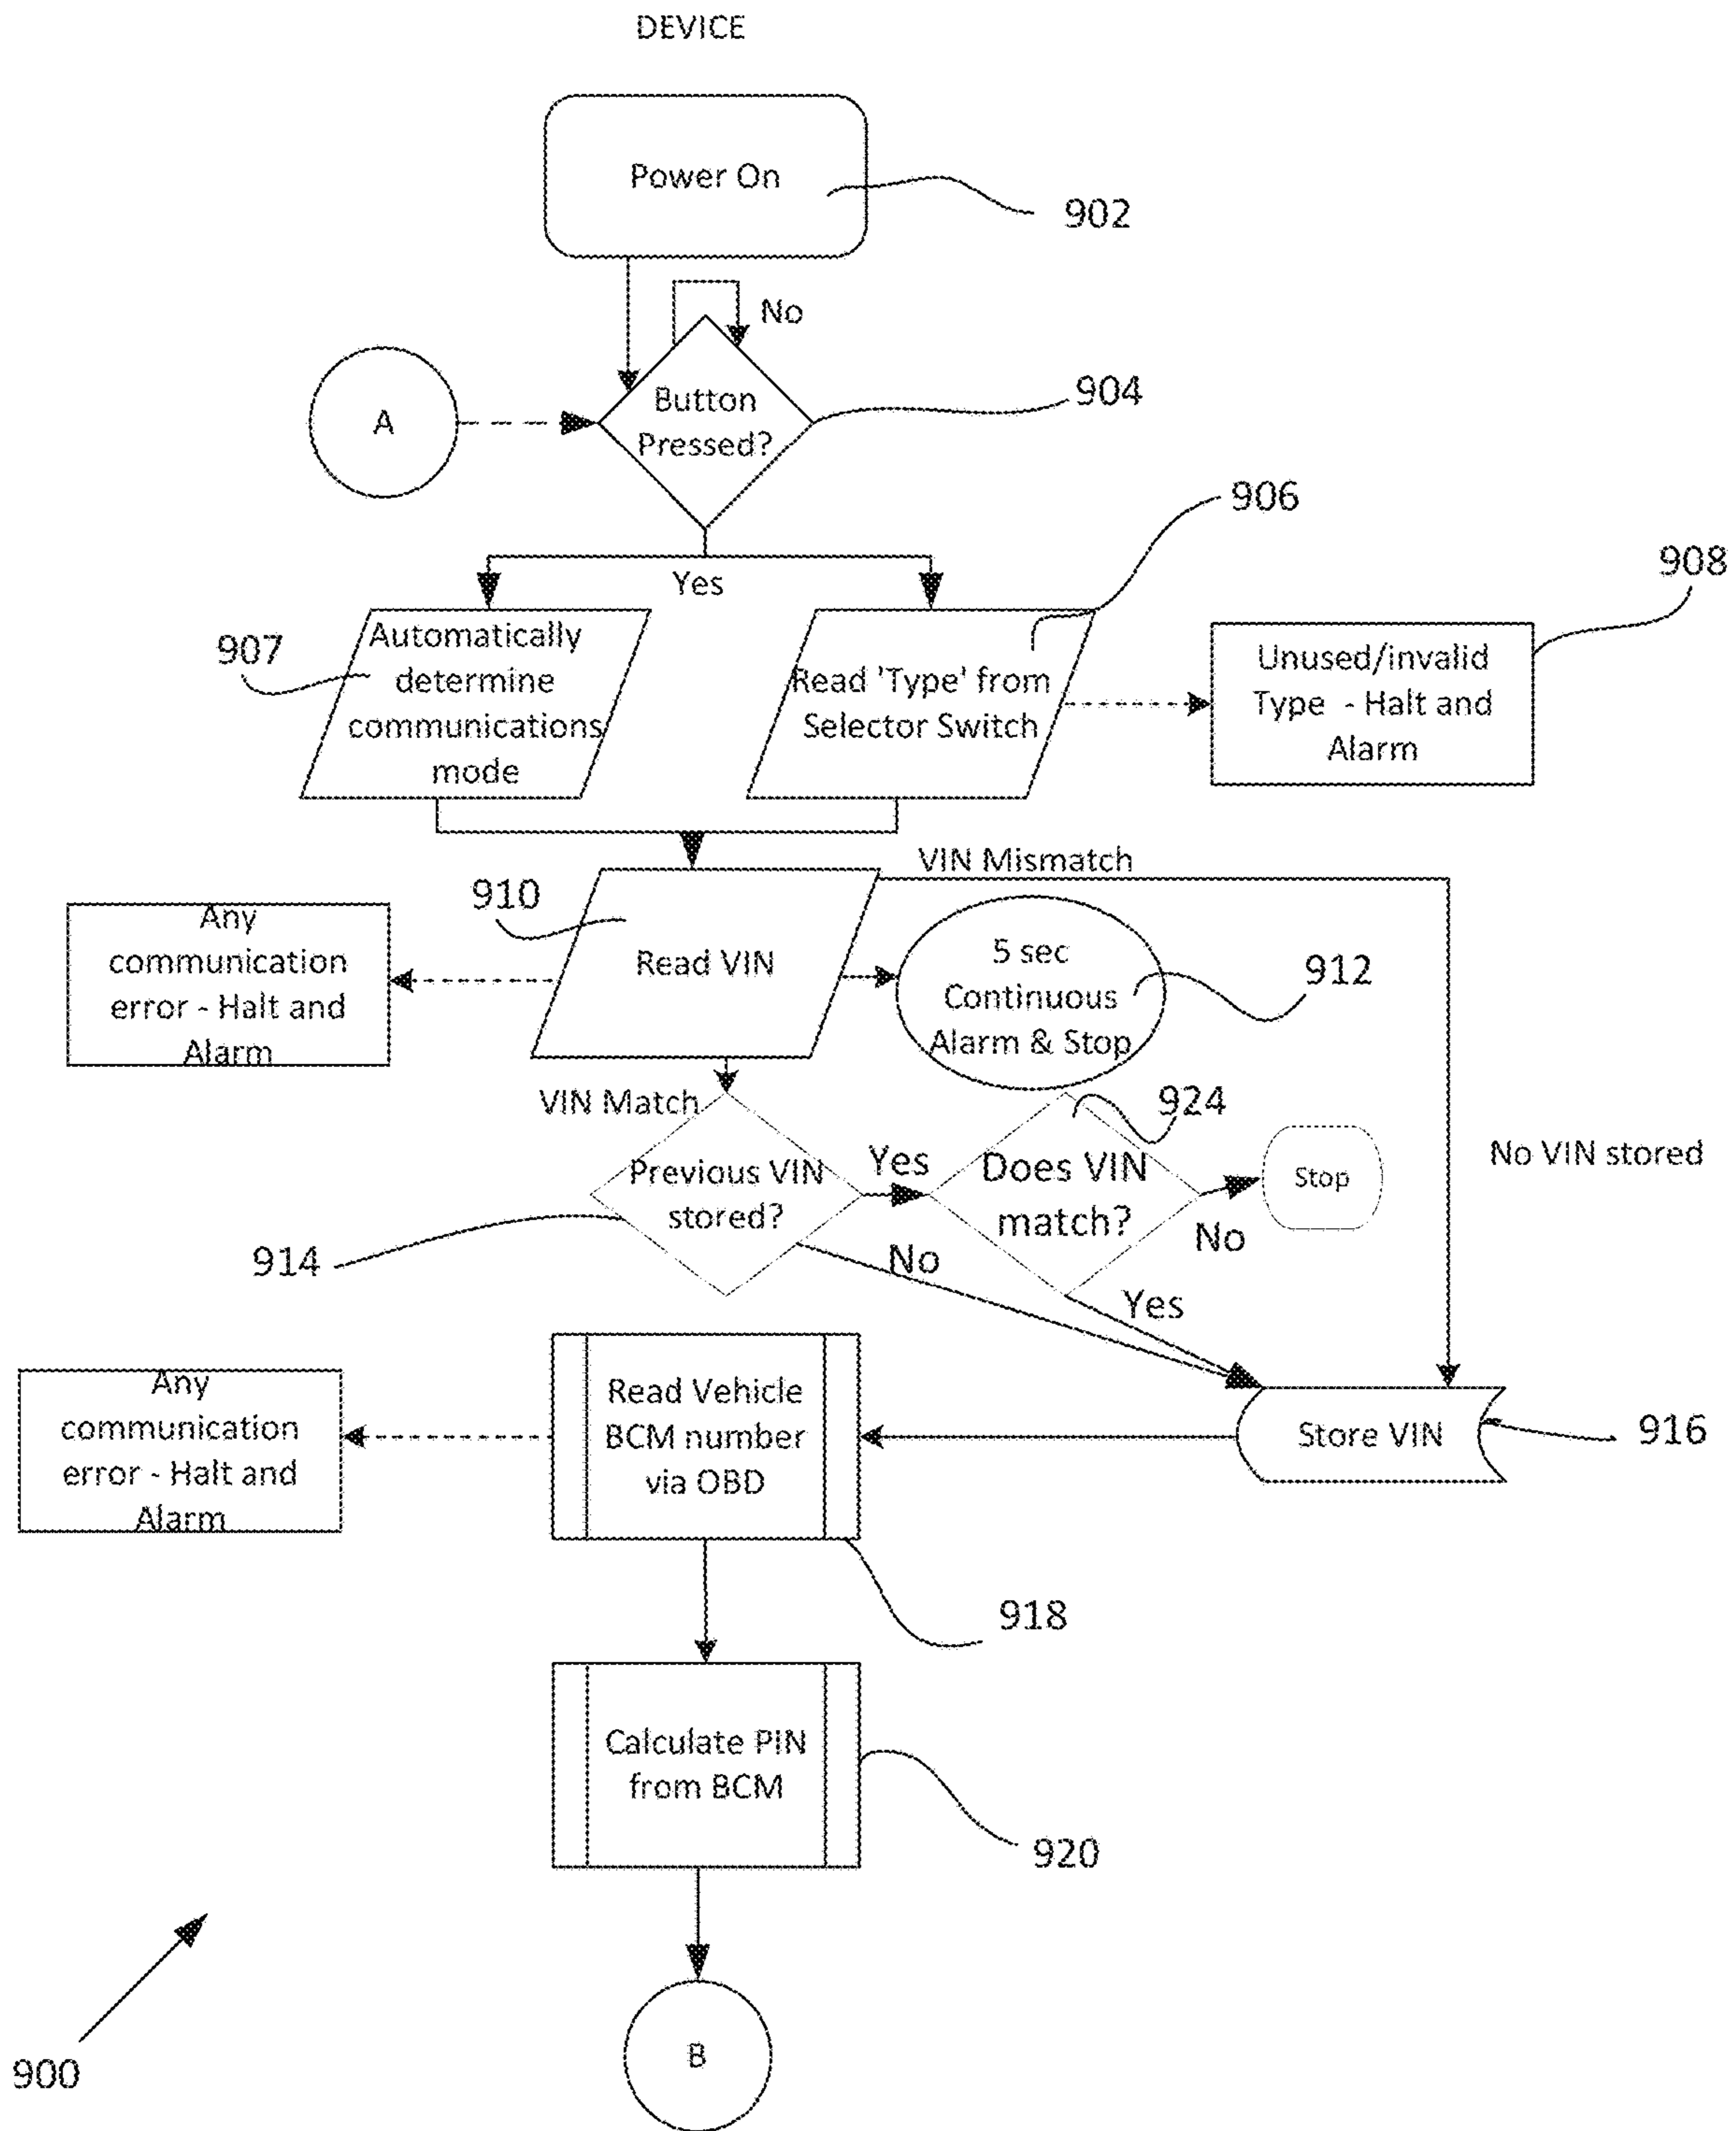 DEVICE
Power On
902
No
A
Button
Pressed?
904
906
Yes
908
907
Automatically
determine
communications
mode
Read 'Type' from
Selector Switch
Unused/invalid
Type - Halt and
Alarm
VIN Mismatch
910
Any
communication
error - Halt and
Alarm
Read VIN
5 sec
Continuous
Alarm & Stop
912
VIN Match
924
Previous VIN
stored?
Yes
Does VIN
match?
Stop
No VIN stored
No
914
No
Yes
Any
communication
error - Halt and
Alarm
Read Vehicle
BCM number
via OBD
Store VIN
916
918
Calculate PIN
from BCM
920
900
B